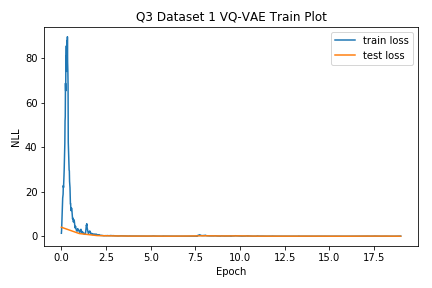 Q3 Dataset 1 VQ-VAE Train Plot
train loss
test loss
NLL
80
60
40
20
0
0.0 2.5 5.0 7.5 10.0 12.5 15.0 17.5
Epoch